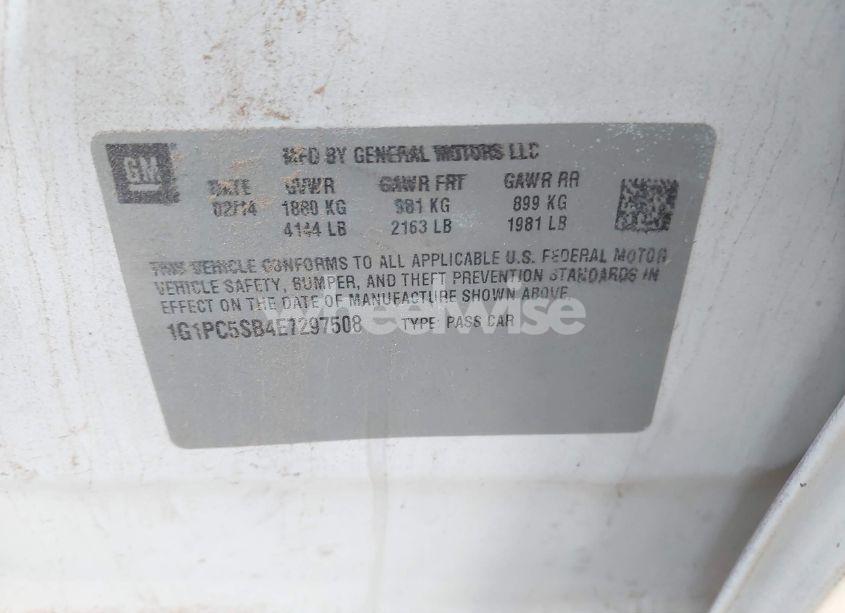 GM
MFD BY GENERAL MOTORS LLC
DATE GVWR GAWR FRT GAWR RR
02/14 1880 KG 981 KG 899 KG
4144 LB 2163 LB 1981 LB
THIS VEHICLE CONFORMS TO ALL APPLICABLE U.S. FEDERAL MOTOR
VEHICLE SAFETY, BUMPER, AND THEFT PREVENTION STANDARDS IN
EFFECT ON THE DATE OF MANUFACTURE SHOWN ABOVE.
wheelwise
1G1PC5SB4E7297508 TYPE: PASS CAR